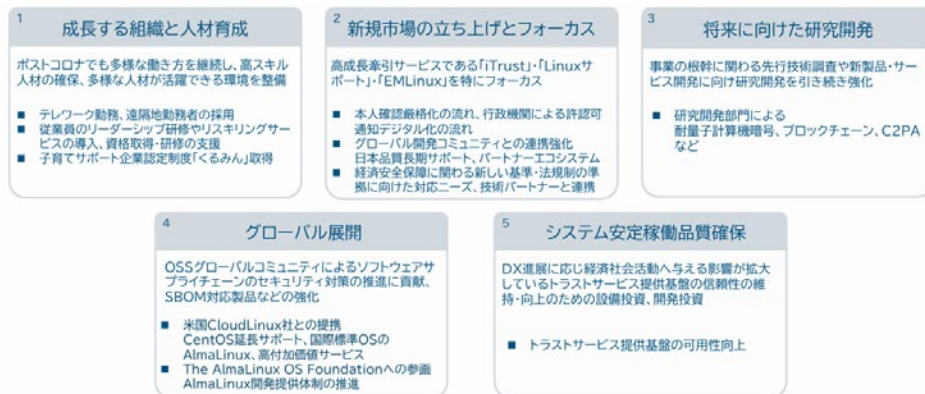 1
成長する組織と人材育成
ポストコロナでも多様な働き方を継続し、高スキル
人材の確保、多様な人材が活躍できる環境を整備
■ テレワーク勤務、遠隔地勤務者の採用
■ 従業員のリーダーシップ研修やリスキリングサー
ビスの導入、資格取得・研修の支援
■ 子育てサポート企業認定制度「くるみん」取得
2
新規市場の立ち上げとフォーカス
高成長牽引サービスである「iTrust」・「Linuxサ
ポート」・「EMLinux」を特にフォーカス
■ 本人確認厳格化の流れ、行政機関による許認可
通知デジタル化の流れ
■ グローバル開発コミュニティとの連携強化
日本品質長期サポート、パートナーエコシステム
■ 経済安全保障に関わる新しい基準・法規制の準
拠に向けた対応ニーズ、技術パートナーと連携
3
将来に向けた研究開発
事業の根幹に関わる先行技術調査や新製品・サー
ビス開発に向け研究開発を引き続き強化
■ 研究開発部門による
耐量子計算機暗号、ブロックチェーン、C2PA
など
4
グローバル展開
OSSグローバルコミュニティによるソフトウェアサ
プライチェーンのセキュリティ対策の推進に貢献、
SBOM対応製品などの強化
■ 米国CloudLinux社との提携
CentOS延長サポート、国際標準OSの
AlmaLinux、高付加価値サービス
■ The AlmaLinux OS Foundationへの参画
AlmaLinux開発提供体制の推進
5
システム安定稼働品質確保
DX進展に応じ経済社会活動へ与える影響が拡大
しているトラストサービス提供基盤の信頼性の維
持・向上のための設備投資、開発投資
■ トラストサービス提供基盤の可用性向上